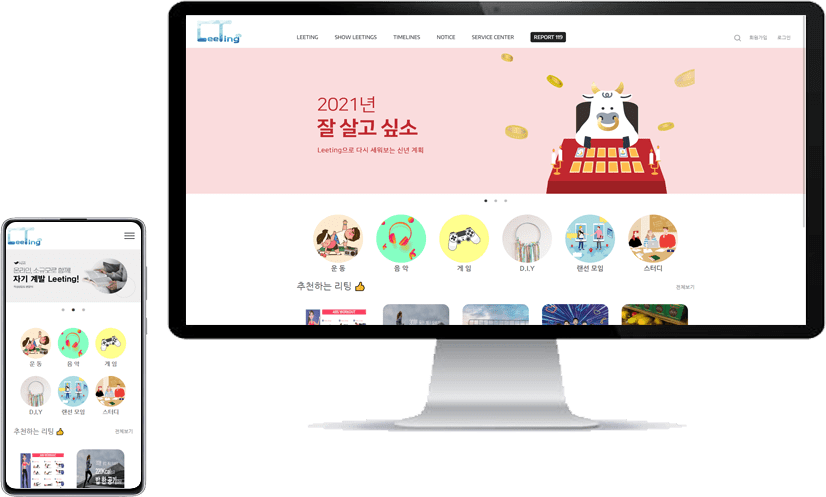 Leeting
LEETING SHOW LEETINGS TIMELINES NOTICE SERVICE CENTER REPORT 119 회원가입 로그인
2021년
잘 살고 싶소
Leeting으로 다시 세워보는 신년 계획
운 동 음 악 게 임 D.I.Y 랜선 모임 스터디
추천하는 리팅 전체보기
Leeting
온라인, 소규모로 함께
자기 계발 Leeting!
운 동 음 악 게 임
D.I.Y 랜선 모임 스터디
추천하는 리팅 전체보기